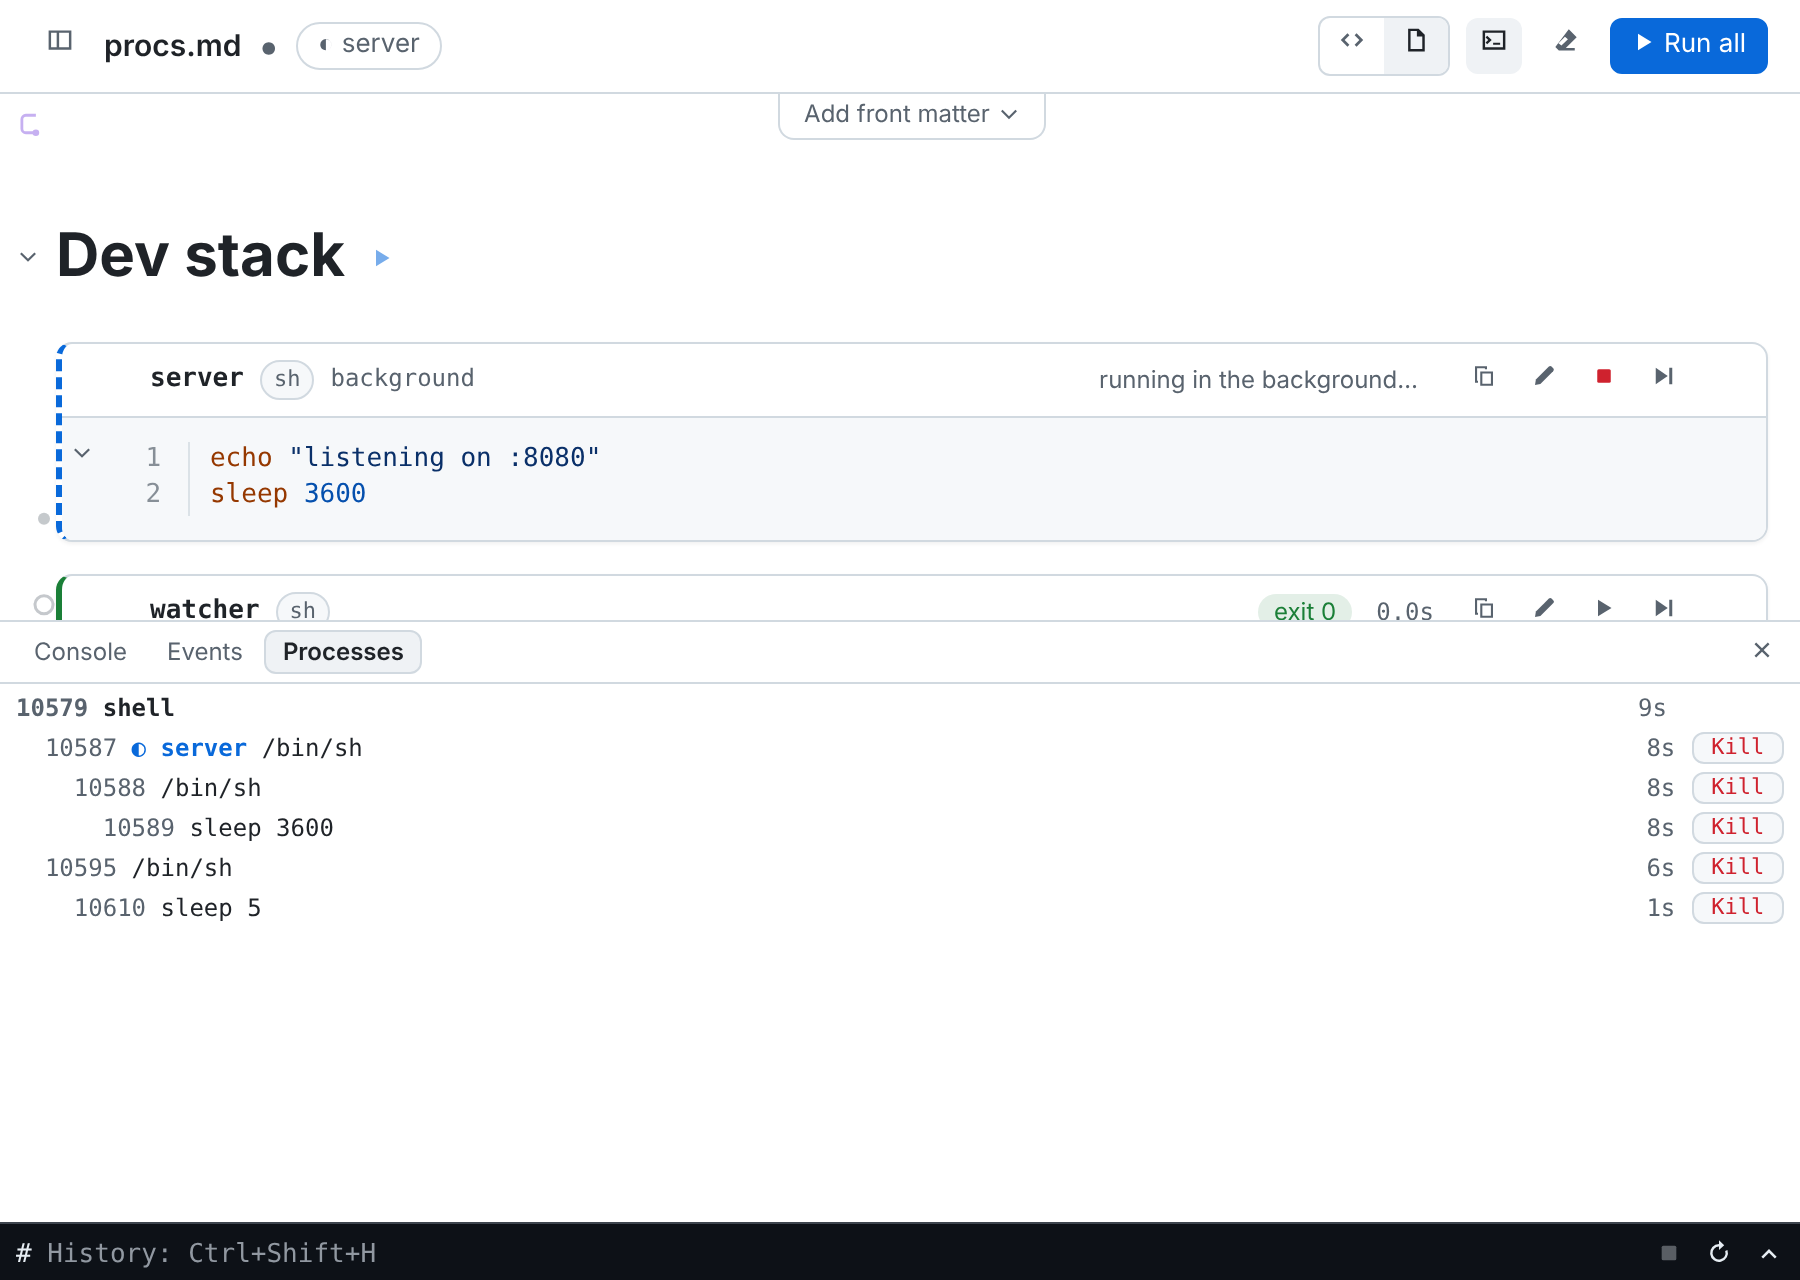 procs.md ● server
Run all
Add front matter
Dev stack
server sh background running in the background...
1 echo "listening on :8080"
2 sleep 3600
watcher sh exit 0 0.0s
Console Events Processes
10579 shell 9s
10587 ◐ server /bin/sh 8s Kill
10588 /bin/sh 8s Kill
10589 sleep 3600 8s Kill
10595 /bin/sh 6s Kill
10610 sleep 5 1s Kill
# History: Ctrl+Shift+H